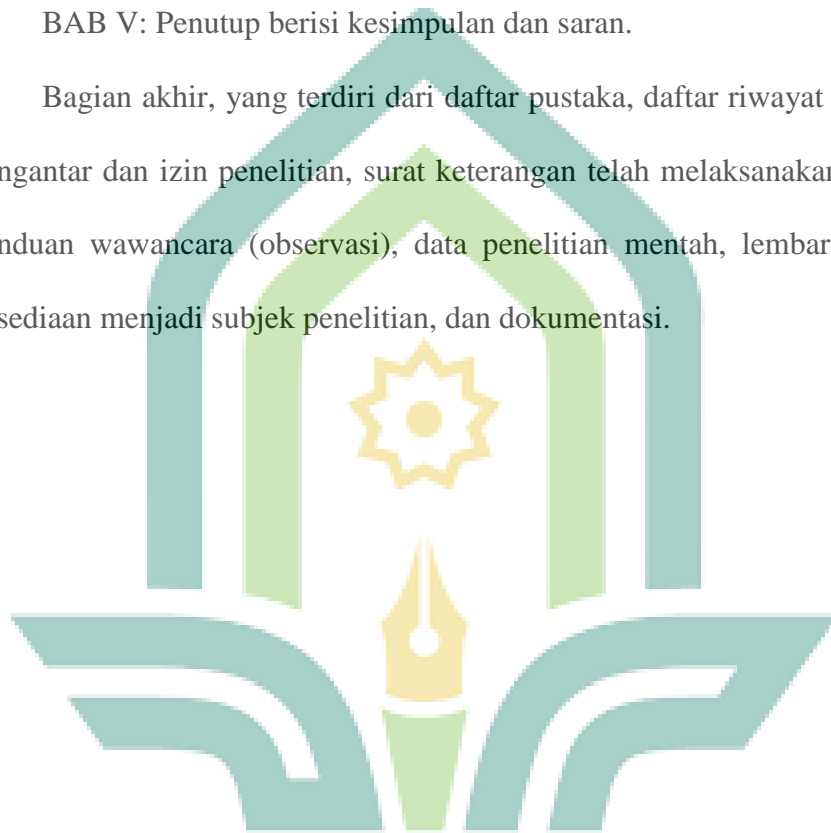 BAB V: Penutup berisi kesimpulan dan saran.
Bagian akhir, yang terdiri dari daftar pustaka, daftar riwayat
ngantar dan izin penelitian, surat keterangan telah melaksanakan
nduan wawancara (observasi), data penelitian mentah, lembar
sediaan menjadi subjek penelitian, dan dokumentasi.